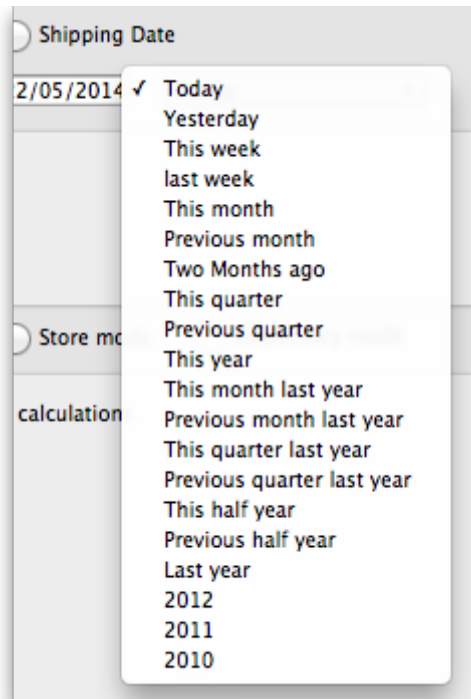 Shipping Date
2/05/2014 ✓ Today
Yesterday
This week
last week
This month
Previous month
Two Months ago
This quarter
Previous quarter
Store
This year
This month last year
calculation
Previous month last year
This quarter last year
Previous quarter last year
This half year
Previous half year
Last year
2012
2011
2010